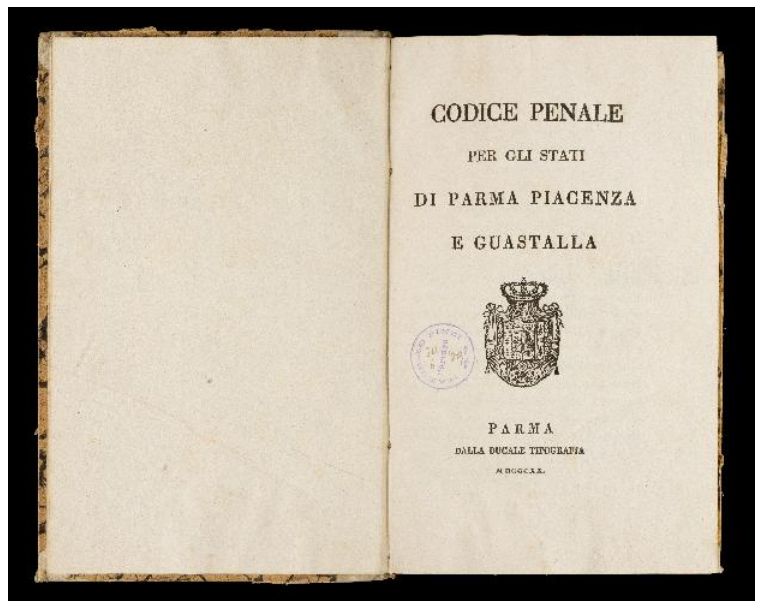 CODICE PENALE
PER GLI STATI
DI PARMA PIACENZA
E GUASTALLA
PARMA
DALLA DUCALE TIPOGRAFIA
MDCCCXX.